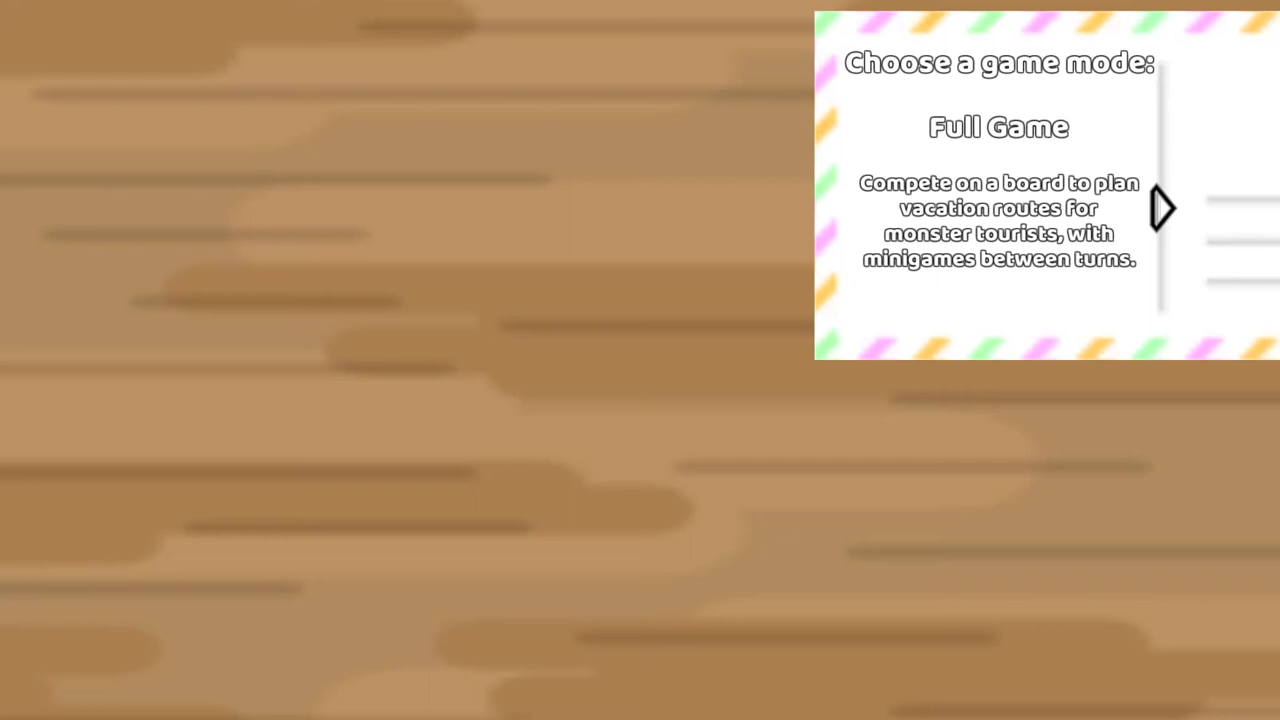 Choose a game mode:
Full Game
Compete on a board to plan
vacation routes for
monster tourists, with
minigames between turns.